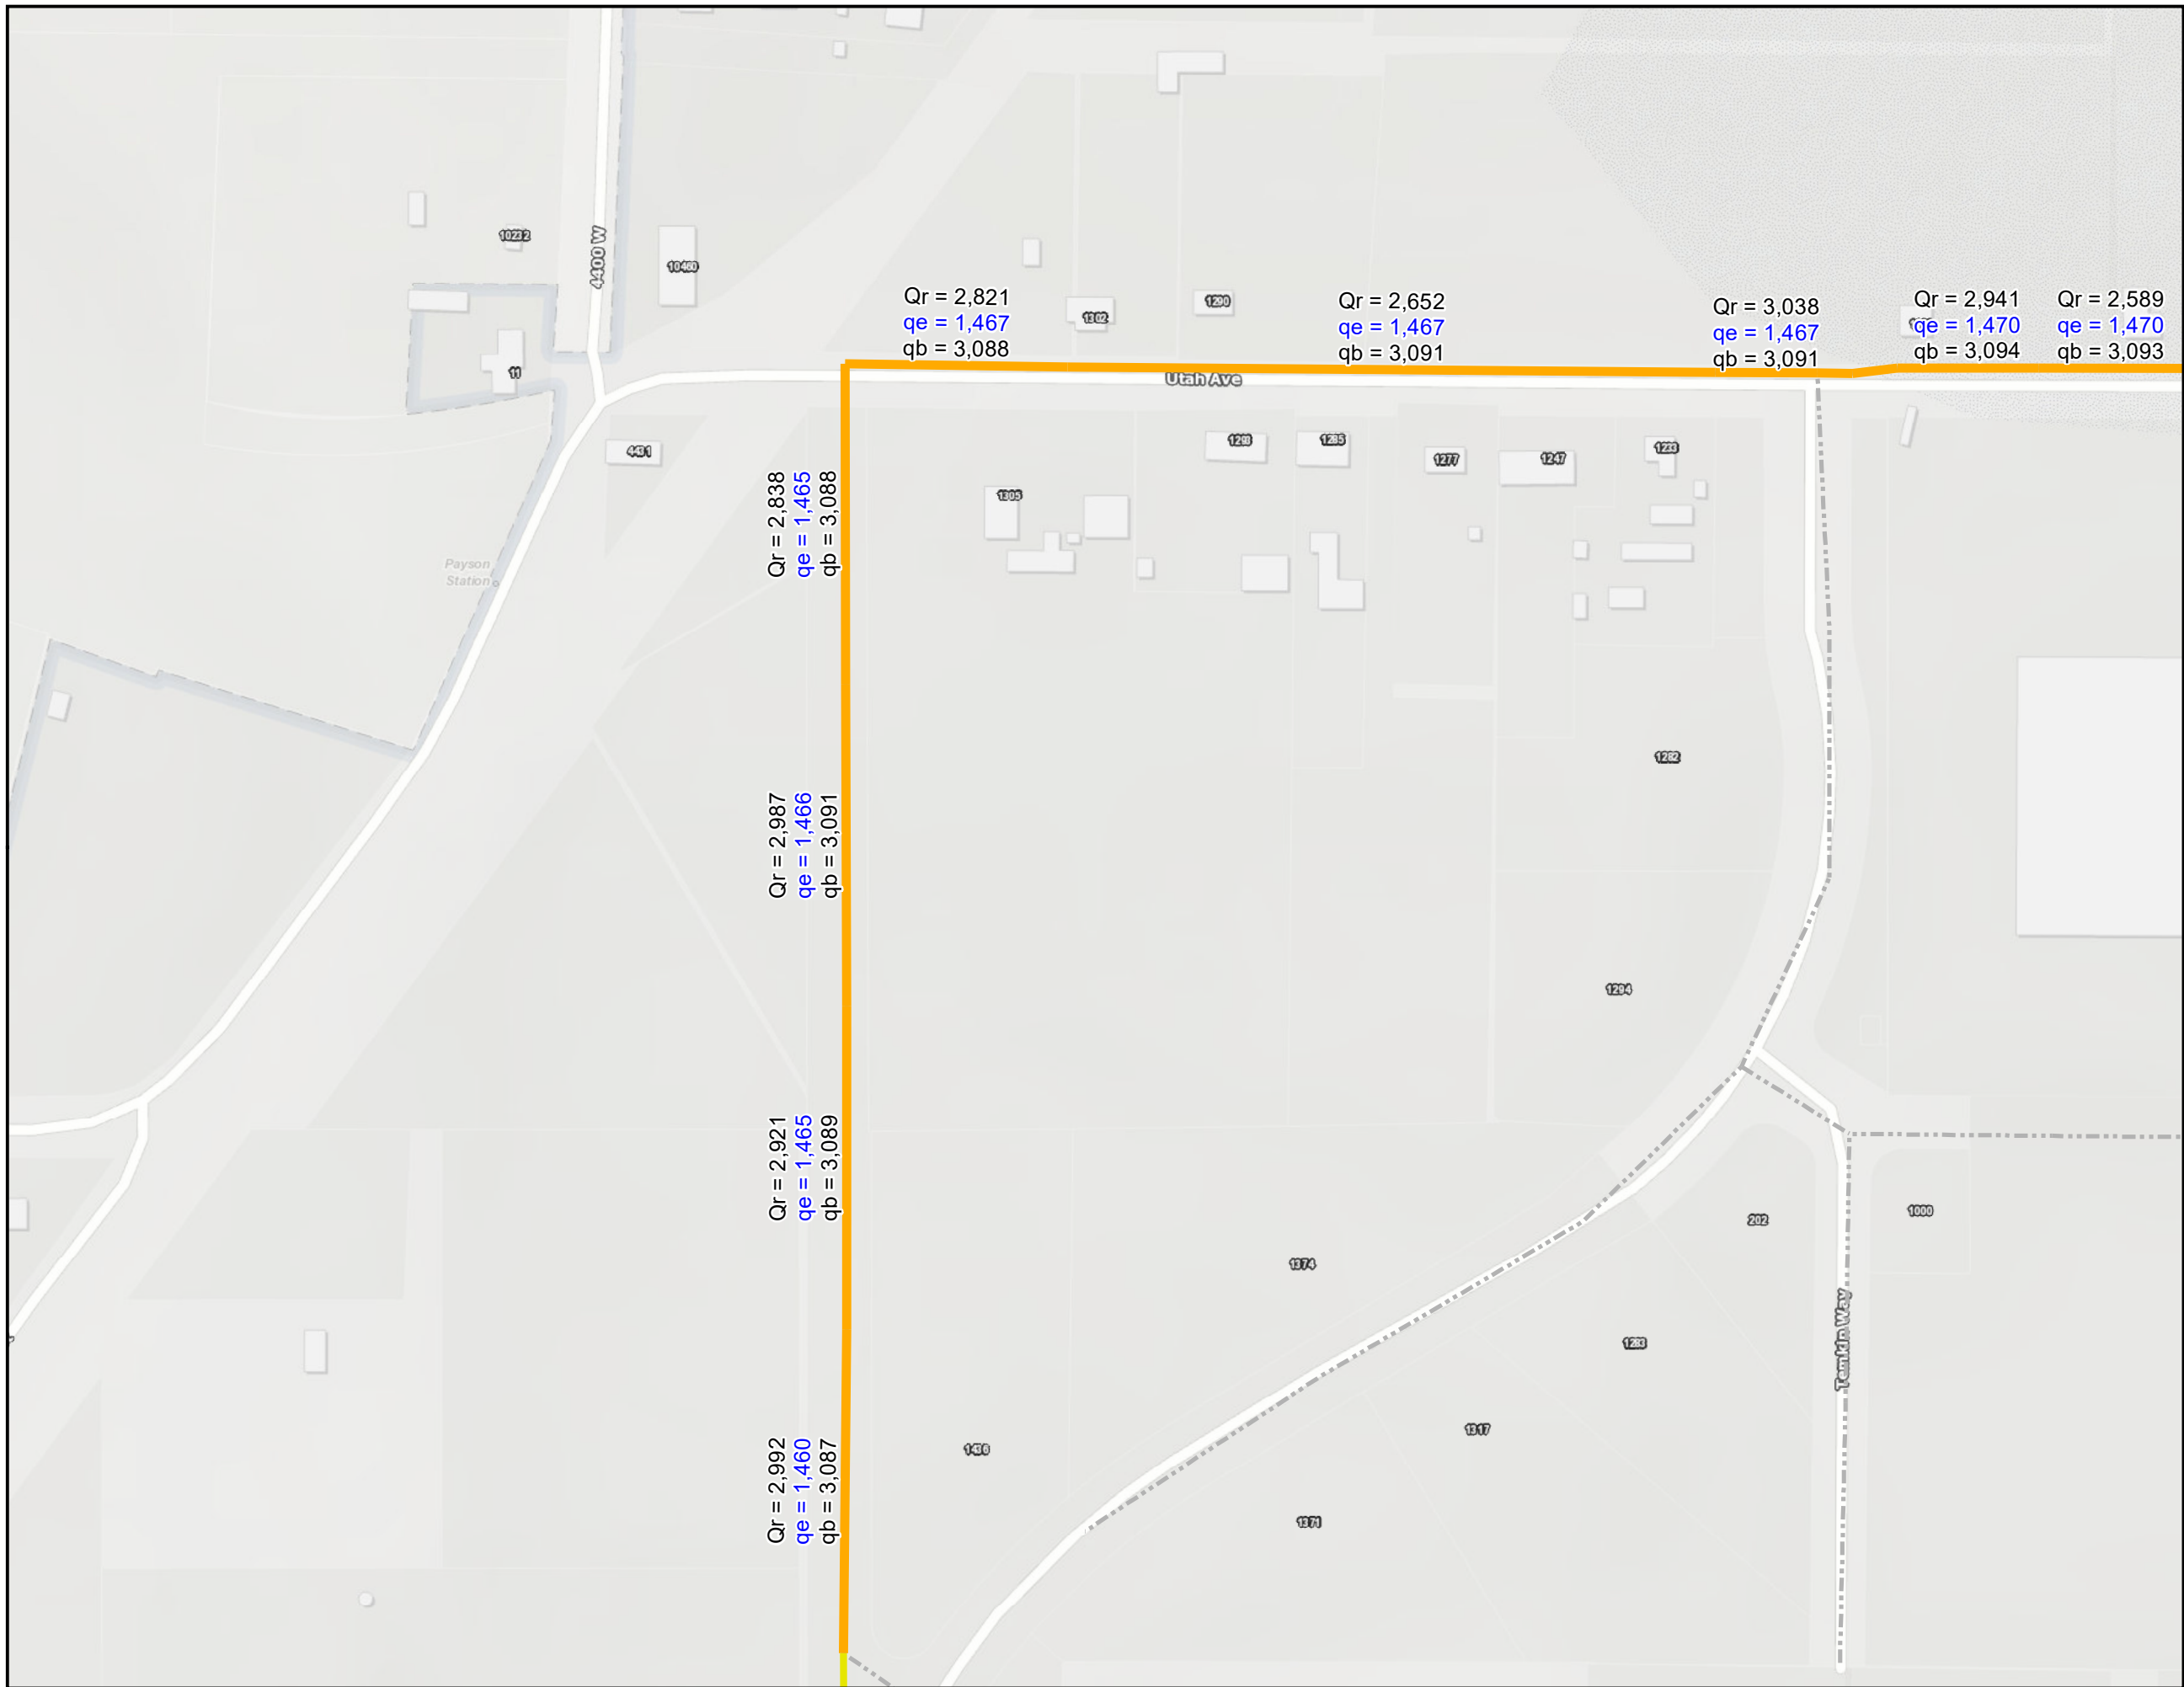 10232
4400 W
10460
Qr = 2,821
qe = 1,467
qb = 3,088
1302
1290
Qr = 2,652
qe = 1,467
qb = 3,091
Qr = 3,038
qe = 1,467
qb = 3,091
Qr = 2,941
qe = 1,470
qb = 3,094
Qr = 2,589
qe = 1,470
qb = 3,093
11
Utah Ave
4431
1293
1285
1277
1247
1233
1305
Qr = 2,838
qe = 1,465
qb = 3,088
Payson
Station
1282
Qr = 2,987
qe = 1,466
qb = 3,091
1294
Qr = 2,921
qe = 1,465
qb = 3,089
202
1000
1374
1283
Temkin Way
1317
1436
Qr = 2,992
qe = 1,460
qb = 3,087
1371